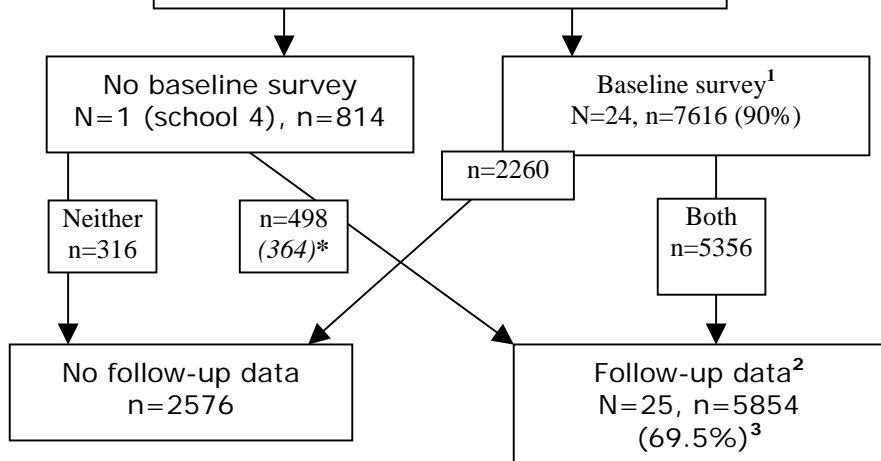 No baseline survey
N=1 (school 4), n=814
Baseline survey¹
N=24, n=7616 (90%)
n=2260
Neither
n=316
n=498
(364)*
Both
n=5356
No follow-up data
n=2576
Follow-up data²
N=25, n=5854
(69.5%)³